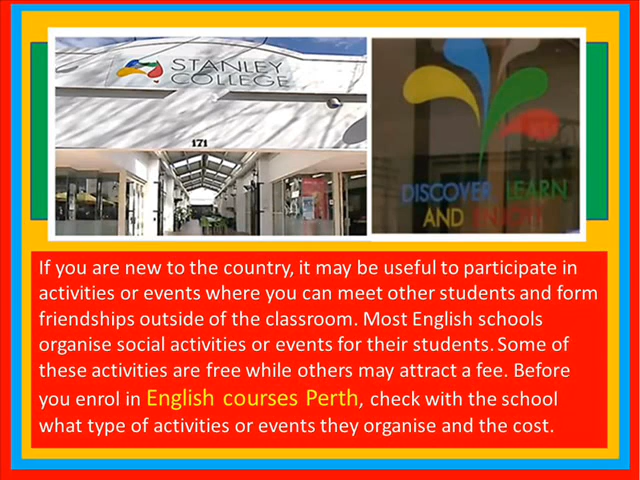 STANLEY
COLLEGE
171
DISCOVER, LEARN
AND ENJOY!
If you are new to the country, it may be useful to participate in
activities or events where you can meet other students and form
friendships outside of the classroom. Most English schools
organise social activities or events for their students. Some of
these activities are free while others may attract a fee. Before
you enrol in English courses Perth, check with the school
what type of activities or events they organise and the cost.